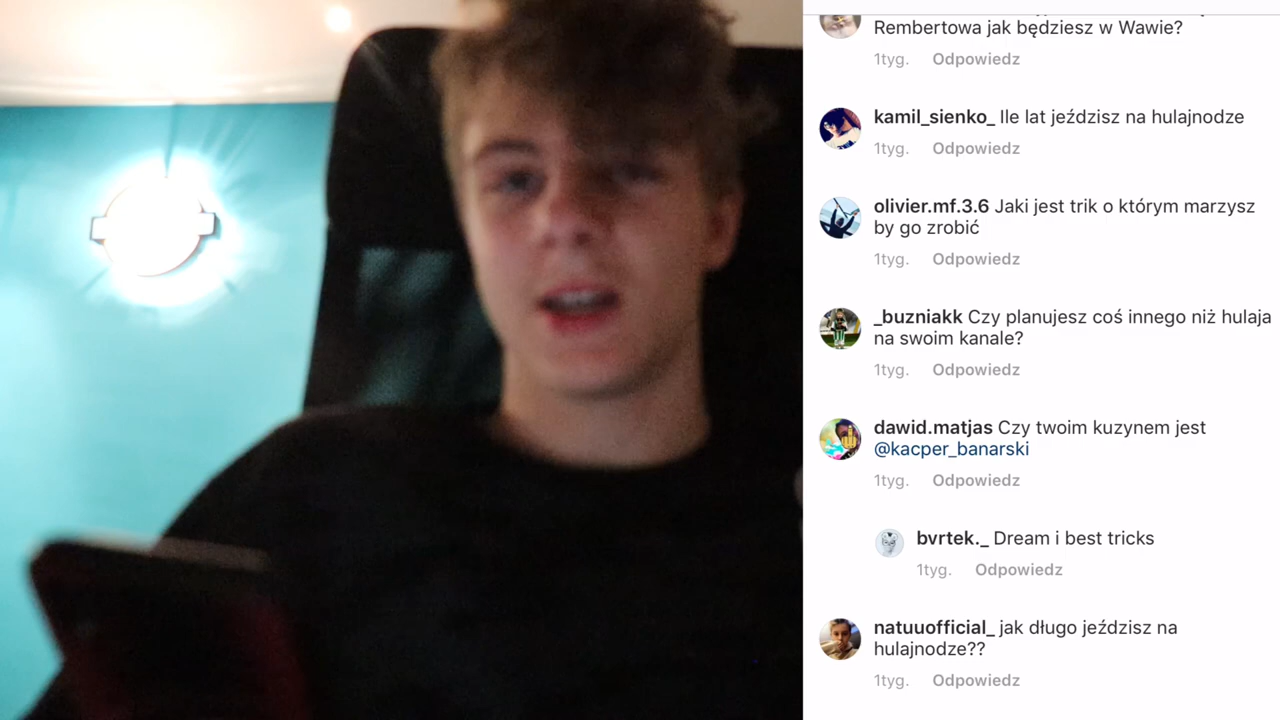 Rembertowa jak będziesz w Wawie?
1tyg. Odpowiedz
kamil_sienko_ Ile lat jeździsz na hulajnodze
1tyg. Odpowiedz
olivier.mf.3.6 Jaki jest trik o którym marzysz
by go zrobić
1tyg. Odpowiedz
_buzniakk Czy planujesz coś innego niż hulaja
na swoim kanale?
1tyg. Odpowiedz
dawid.matjas Czy twoim kuzynem jest
@kacper_banarski
1tyg. Odpowiedz
bvrtek._ Dream i best tricks
1tyg. Odpowiedz
natuuofficial_ jak długo jeździsz na
hulajnodze??
1tyg. Odpowiedz